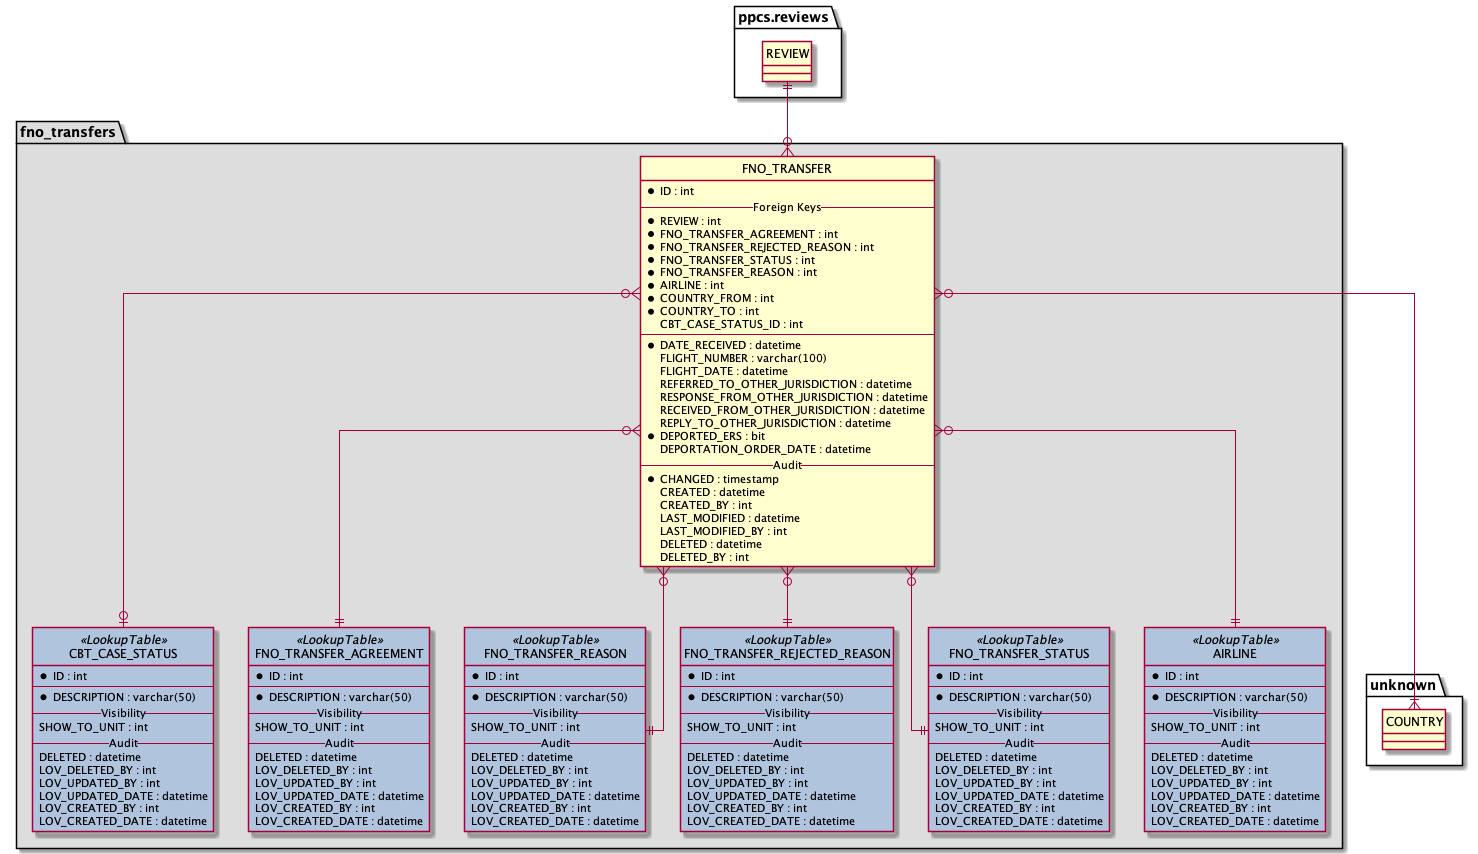 ppcs.reviews
REVIEW
fno_transfers
FNO_TRANSFER
ID : int
Foreign Keys
REVIEW : int
FNO_TRANSFER_AGREEMENT : int
FNO_TRANSFER_REJECTED_REASON : int
FNO_TRANSFER_STATUS : int
FNO_TRANSFER_REASON : int
AIRLINE : int
COUNTRY_FROM : int
COUNTRY_TO : int
CBT_CASE_STATUS_ID : int
DATE_RECEIVED : datetime
FLIGHT_NUMBER : varchar(100)
FLIGHT_DATE : datetime
REFERRED_TO_OTHER_JURISDICTION : datetime
RESPONSE_FROM_OTHER_JURISDICTION : datetime
RECEIVED_FROM_OTHER_JURISDICTION : datetime
REPLY_TO_OTHER_JURISDICTION : datetime
DEPORTED_ERS : bit
DEPORTATION_ORDER_DATE : datetime
Audit
CHANGED : timestamp
CREATED : datetime
CREATED_BY : int
LAST_MODIFIED : datetime
LAST_MODIFIED_BY : int
DELETED : datetime
DELETED_BY : int
«LookupTable»
CBT_CASE_STATUS
ID : int
DESCRIPTION : varchar(50)
Visibility
SHOW_TO_UNIT : int
Audit
DELETED : datetime
LOV_DELETED_BY : int
LOV_UPDATED_BY : int
LOV_UPDATED_DATE : datetime
LOV_CREATED_BY : int
LOV_CREATED_DATE : datetime
«LookupTable»
FNO_TRANSFER_AGREEMENT
ID : int
DESCRIPTION : varchar(50)
Visibility
SHOW_TO_UNIT : int
Audit
DELETED : datetime
LOV_DELETED_BY : int
LOV_UPDATED_BY : int
LOV_UPDATED_DATE : datetime
LOV_CREATED_BY : int
LOV_CREATED_DATE : datetime
«LookupTable»
FNO_TRANSFER_REASON
ID : int
DESCRIPTION : varchar(50)
Visibility
SHOW_TO_UNIT : int
Audit
DELETED : datetime
LOV_DELETED_BY : int
LOV_UPDATED_BY : int
LOV_UPDATED_DATE : datetime
LOV_CREATED_BY : int
LOV_CREATED_DATE : datetime
«LookupTable»
FNO_TRANSFER_REJECTED_REASON
ID : int
DESCRIPTION : varchar(50)
Visibility
SHOW_TO_UNIT : int
Audit
DELETED : datetime
LOV_DELETED_BY : int
LOV_UPDATED_BY : int
LOV_UPDATED_DATE : datetime
LOV_CREATED_BY : int
LOV_CREATED_DATE : datetime
«LookupTable»
FNO_TRANSFER_STATUS
ID : int
DESCRIPTION : varchar(50)
Visibility
SHOW_TO_UNIT : int
Audit
DELETED : datetime
LOV_DELETED_BY : int
LOV_UPDATED_BY : int
LOV_UPDATED_DATE : datetime
LOV_CREATED_BY : int
LOV_CREATED_DATE : datetime
«LookupTable»
AIRLINE
ID : int
DESCRIPTION : varchar(50)
Visibility
SHOW_TO_UNIT : int
Audit
DELETED : datetime
LOV_DELETED_BY : int
LOV_UPDATED_BY : int
LOV_UPDATED_DATE : datetime
LOV_CREATED_BY : int
LOV_CREATED_DATE : datetime
unknown
COUNTRY